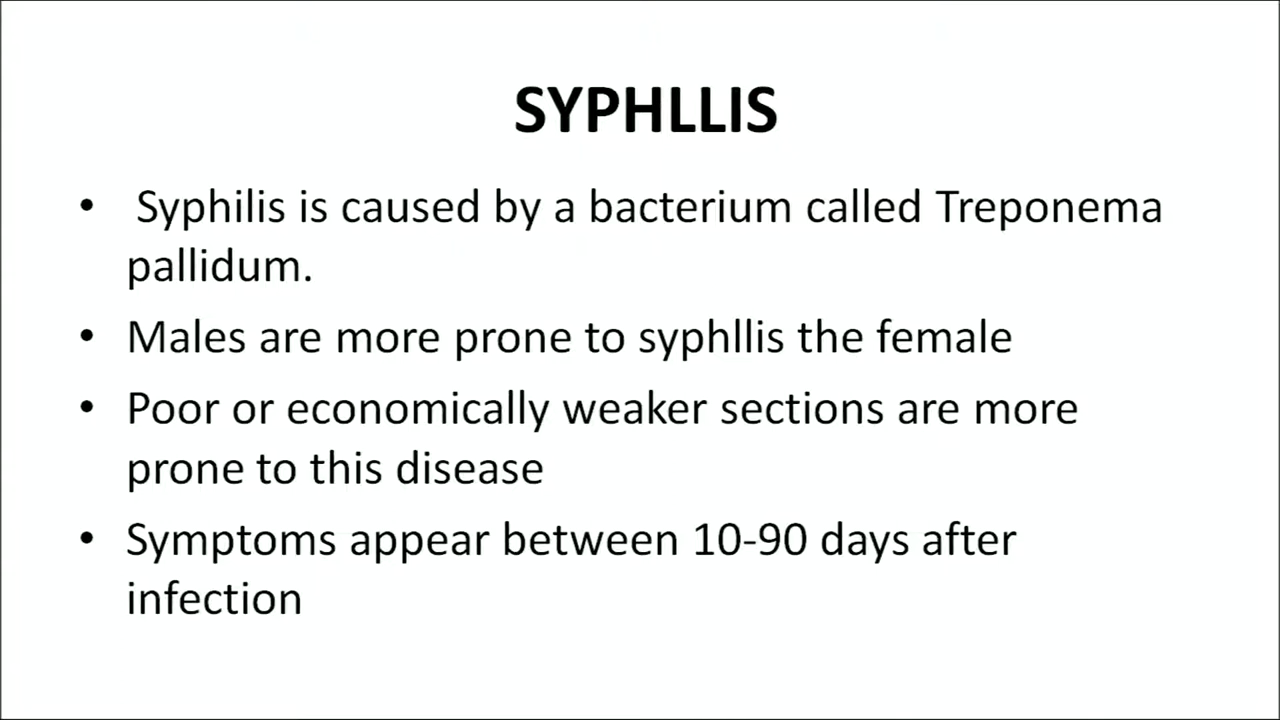 SYPHLLIS
• Syphilis is caused by a bacterium called Treponema
pallidum.
• Males are more prone to syphllis the female
• Poor or economically weaker sections are more
prone to this disease
• Symptoms appear between 10-90 days after
infection